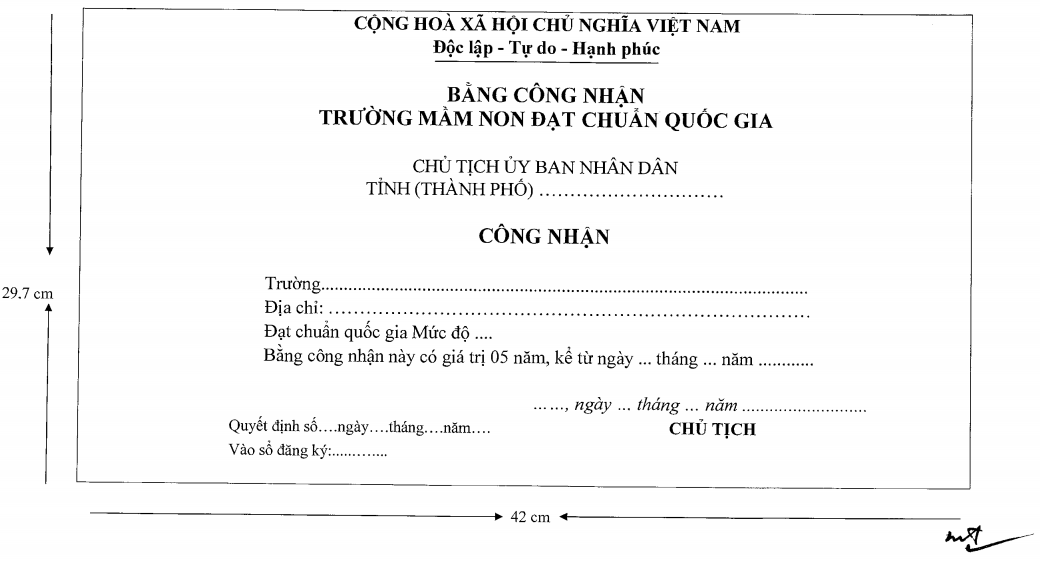 CỘNG HOÀ XÃ HỘI CHỦ NGHĨA VIỆT NAM
Độc lập - Tự do - Hạnh phúc
BẰNG CÔNG NHẬN
TRƯỜNG MẦM NON ĐẠT CHUẨN QUỐC GIA
CHỦ TỊCH ỦY BAN NHÂN DÂN
TỈNH (THÀNH PHỐ) ................................
CÔNG NHẬN
29.7 cm
Trường...........................................................................................................
Địa chỉ: ................................................................................
Đạt chuẩn quốc gia Mức độ ....
Bằng công nhận này có giá trị 05 năm, kể từ ngày ... tháng ... năm ............
......, ngày ... tháng ... năm ...........................
Quyết định số....ngày....tháng....năm....
CHỦ TỊCH
Vào sổ đăng ký:............
42 cm